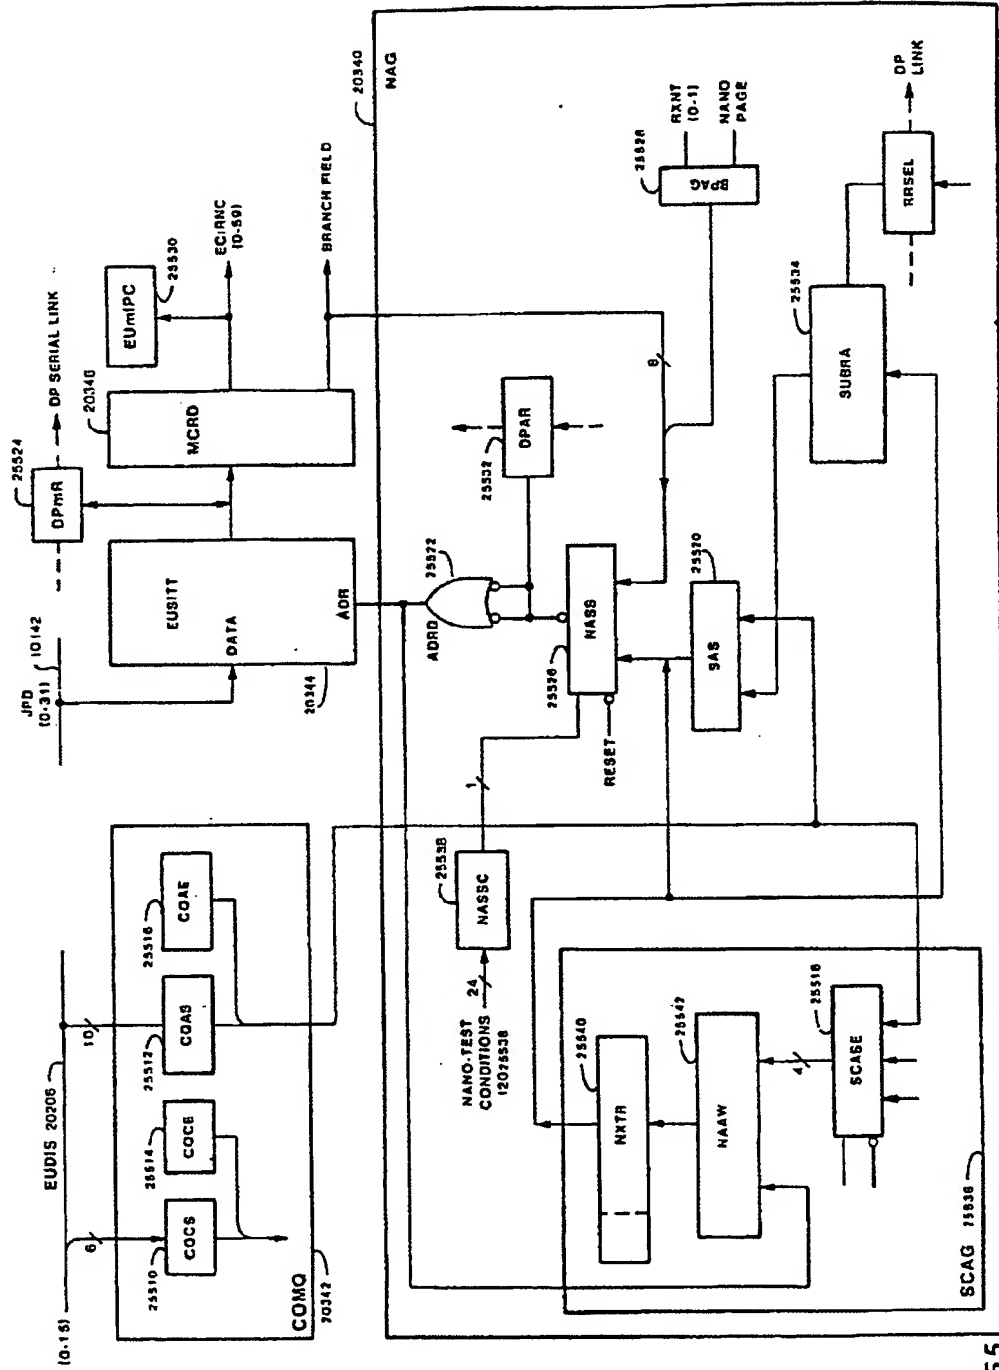 20340
NAG
DP
LINK
RXNT
(0-1)
NANO
PAGE
25528
BPAG
RRSEL
BRANCH FIELD
ECIRNC
(0-59)
25530
EUmIPC
DP SERIAL LINK
25534
SUBRA
8
25524
DPmR
MCRD
DPAR
25532
25522
ADRD
EUSITT
DATA
ADR
20344
NASS
25526
RESET
SAS
25520
10142
JPD
(0-31)
1
25538
NASSC
24
NANO-TEST
CONDITIONS
EUDIS 20206
10
COAE
25516
COAS
25512
COCE
25514
COCS
25510
6
(0-15)
COMQ
20342
25540
NXTR
25542
NAAW
4
25518
SCASE
SCAG 25536